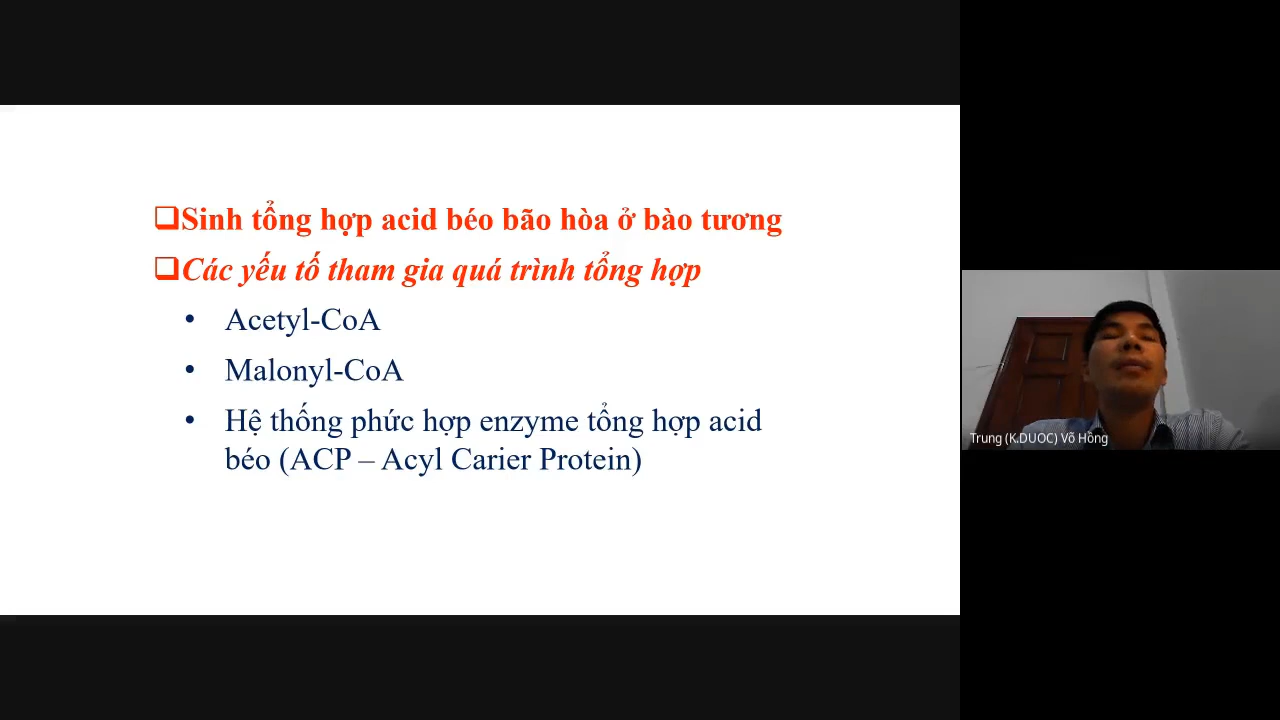 ❑Sinh tổng hợp acid béo bão hòa ở bào tương
❑Các yếu tố tham gia quá trình tổng hợp
• Acetyl-CoA
• Malonyl-CoA
• Hệ thống phức hợp enzyme tổng hợp acid
béo (ACP – Acyl Carier Protein)
Trung (K.DUOC) Võ Hồng